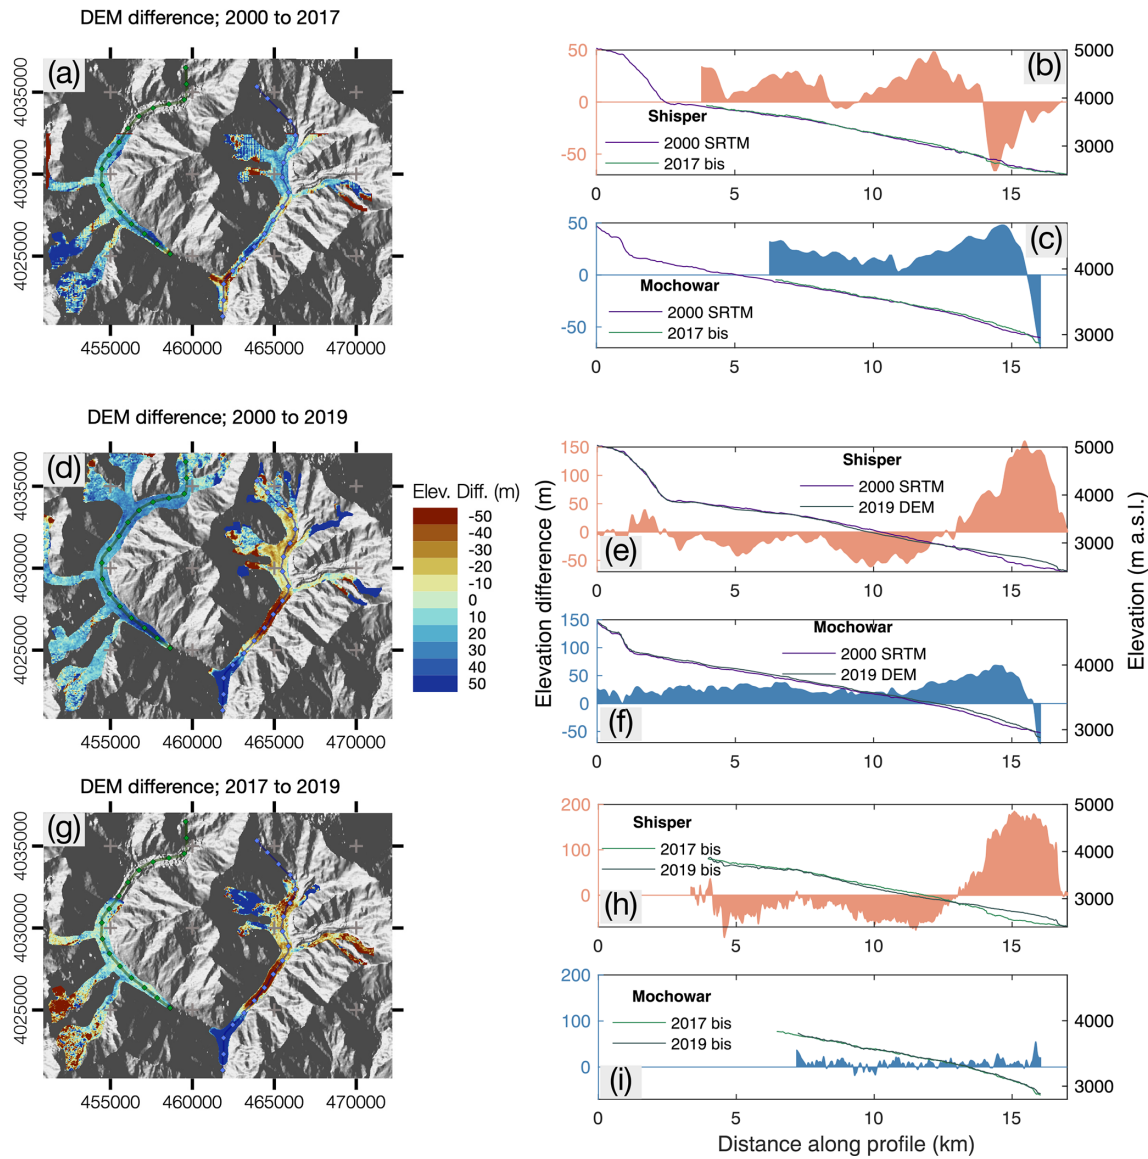 DEM difference; 2000 to 2017
(a)
4035000
4030000
4025000
455000 460000 465000 470000
50
0
-50
5000
4000
3000
(b)
Shisper
2000 SRTM
2017 bis
0 5 10 15
50
0
-50
4000
3000
(c)
Mochowar
2000 SRTM
2017 bis
0 5 10 15
DEM difference; 2000 to 2019
(d)
4035000
4030000
4025000
455000 460000 465000 470000
Elev. Diff. (m)
-50
-40
-30
-20
-10
0
10
20
30
40
50
Elevation difference (m)
Elevation (m a.s.l.)
150
100
50
0
-50
5000
4000
3000
Shisper
2000 SRTM
2019 DEM
(e)
0 5 10 15
150
100
50
0
-50
4000
3000
Mochowar
2000 SRTM
2019 DEM
(f)
0 5 10 15
DEM difference; 2017 to 2019
(g)
4035000
4030000
4025000
455000 460000 465000 470000
200
100
0
5000
4000
3000
Shisper
2017 bis
2019 bis
(h)
0 5 10 15
200
100
0
4000
3000
Mochowar
2017 bis
2019 bis
(i)
0 5 10 15
Distance along profile (km)